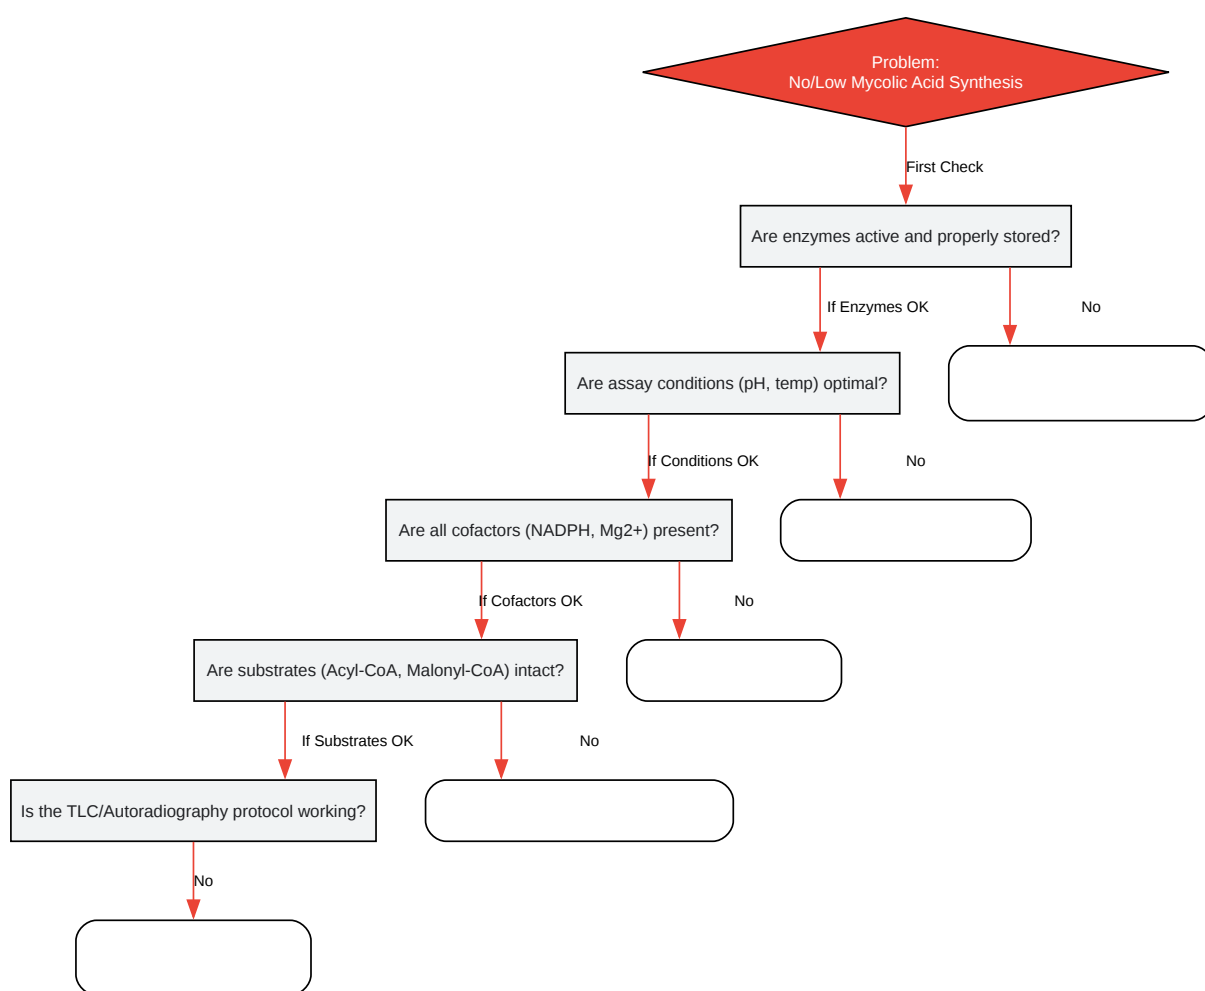 Problem:
No/Low Mycolic Acid Synthesis
First Check
Are enzymes active and properly stored?
If Enzymes OK
No
Are assay conditions (pH, temp) optimal?
If Conditions OK
No
Are all cofactors (NADPH, Mg2+) present?
If Cofactors OK
No
Are substrates (Acyl-CoA, Malonyl-CoA) intact?
If Substrates OK
No
Is the TLC/Autoradiography protocol working?
No